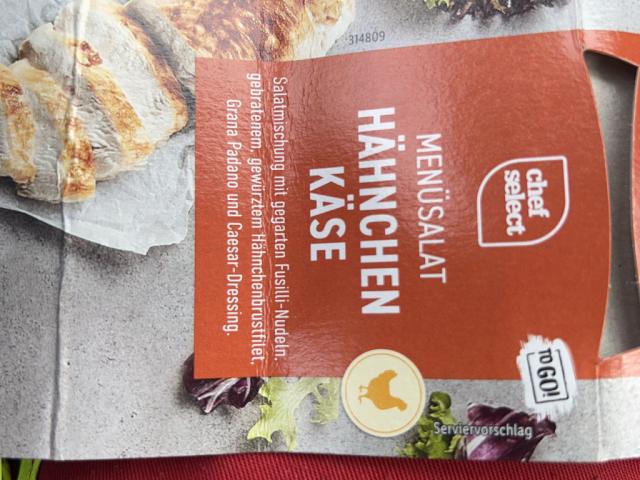 314809
chef
select
MENÜSALAT
HÄHNCHEN
KÄSE
Salatmischung mit gegarten Fusilli-Nudeln,
gebratenem, gewürztem Hähnchenbrustfilet,
Grana Padano und Caesar-Dressing.
TO GO!
Serviervorschlag